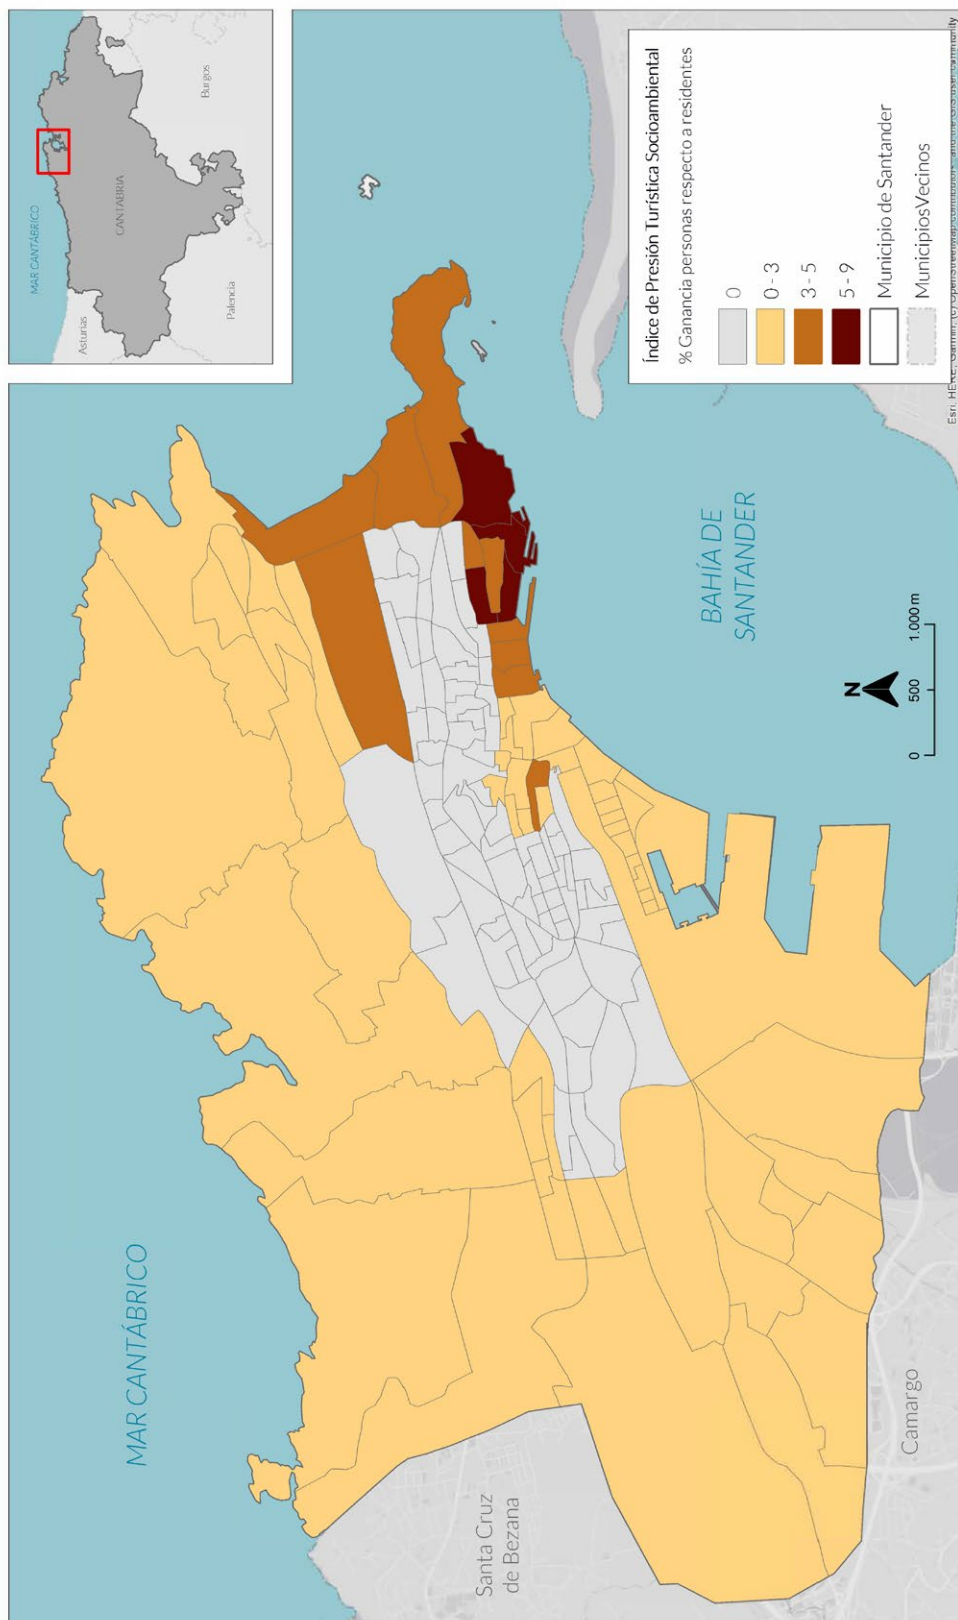 MAR CANTÁBRICO
Asturias
CANTABRIA
Palencia
Burgos
MAR CANTÁBRICO
Santa Cruz
de Bezana
Camargo
BAHÍA DE
SANTANDER
N
0 500 1.000 m
Índice de Presión Turística Socioambiental
% Ganancia personas respecto a residentes
0
0 - 3
3 - 5
5 - 9
Municipio de Santander
MunicipiosVecinos
Esri, HERE, Garmin, (c) OpenStreetMap contributors, and the GIS user community